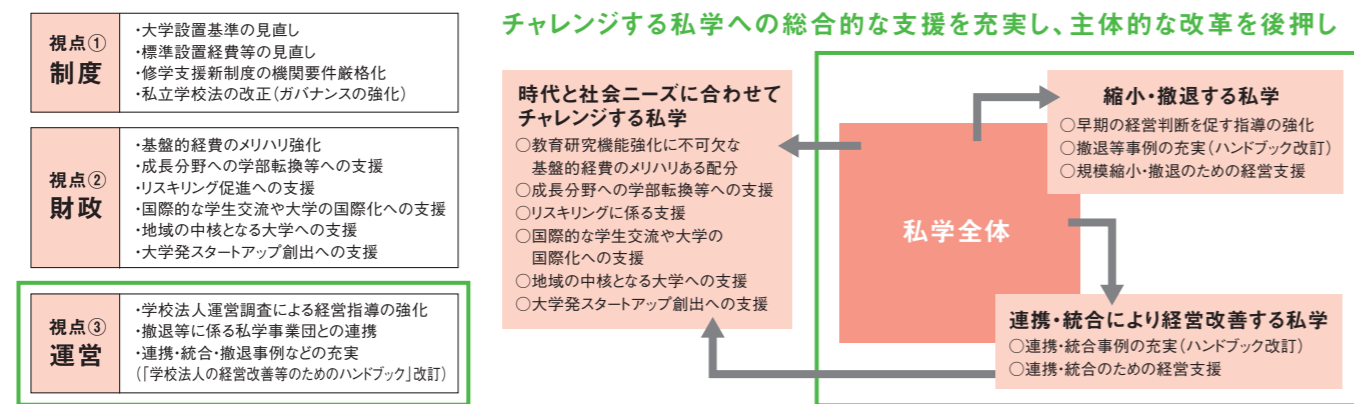 視点①
制度
・大学設置基準の見直し
・標準設置経費等の見直し
・修学支援新制度の機関要件厳格化
・私立学校法の改正(ガバナンスの強化)
視点②
財政
・基盤的経費のメリハリ強化
・成長分野への学部転換等への支援
・リスキリング促進への支援
・国際的な学生交流や大学の国際化への支援
・地域の中核となる大学への支援
・大学発スタートアップ創出への支援
視点③
運営
・学校法人運営調査による経営指導の強化
・撤退等に係る私学事業団との連携
・連携・統合・撤退事例などの充実
(「学校法人の経営改善等のためのハンドブック」改訂)
チャレンジする私学への総合的な支援を充実し、主体的な改革を後押し
時代と社会ニーズに合わせて
チャレンジする私学
○教育研究機能強化に不可欠な
基盤的経費のメリハリある配分
○成長分野への学部転換等への支援
○リスキリングに係る支援
○国際的な学生交流や大学の
国際化への支援
○地域の中核となる大学への支援
○大学発スタートアップ創出への支援
私学全体
縮小・撤退する私学
○早期の経営判断を促す指導の強化
○撤退等事例の充実(ハンドブック改訂)
○規模縮小・撤退のための経営支援
連携・統合により経営改善する私学
○連携・統合事例の充実(ハンドブック改訂)
○連携・統合のための経営支援